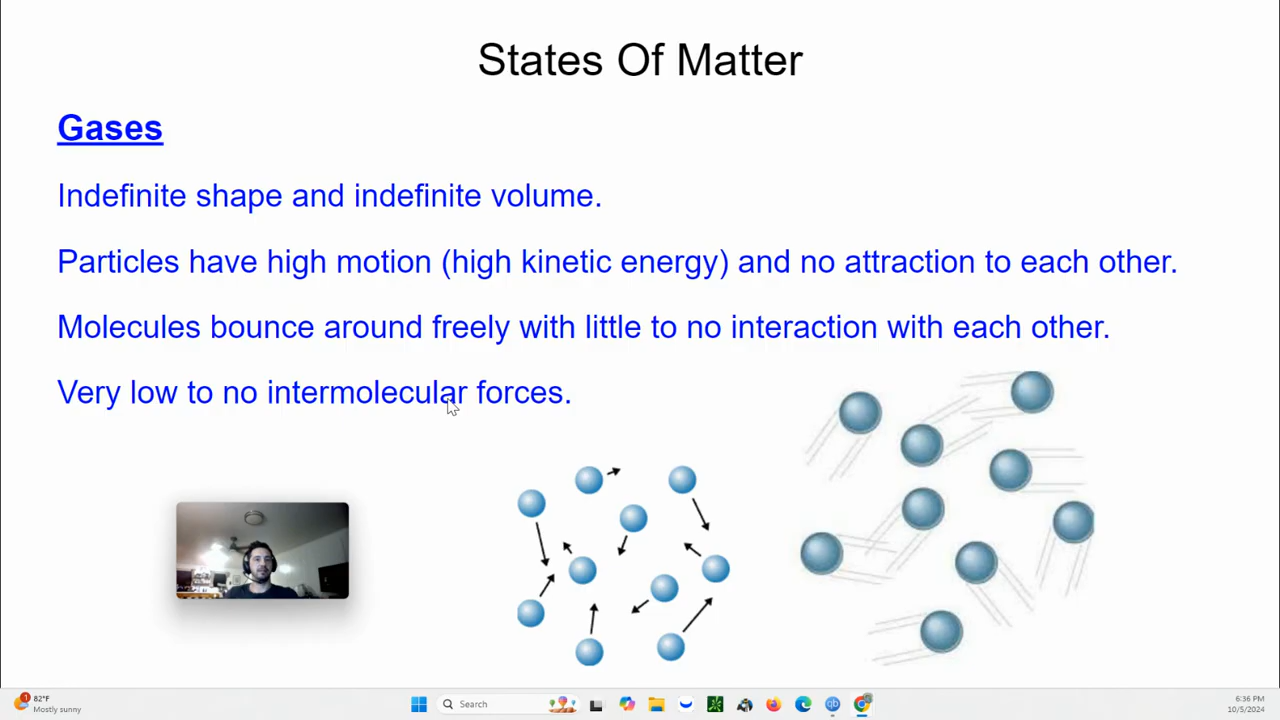 States Of Matter
Gases
Indefinite shape and indefinite volume.
Particles have high motion (high kinetic energy) and no attraction to each other.
Molecules bounce around freely with little to no interaction with each other.
Very low to no intermolecular forces.
1
82°F
Mostly sunny
Search
qb
6:36 PM
10/5/2024